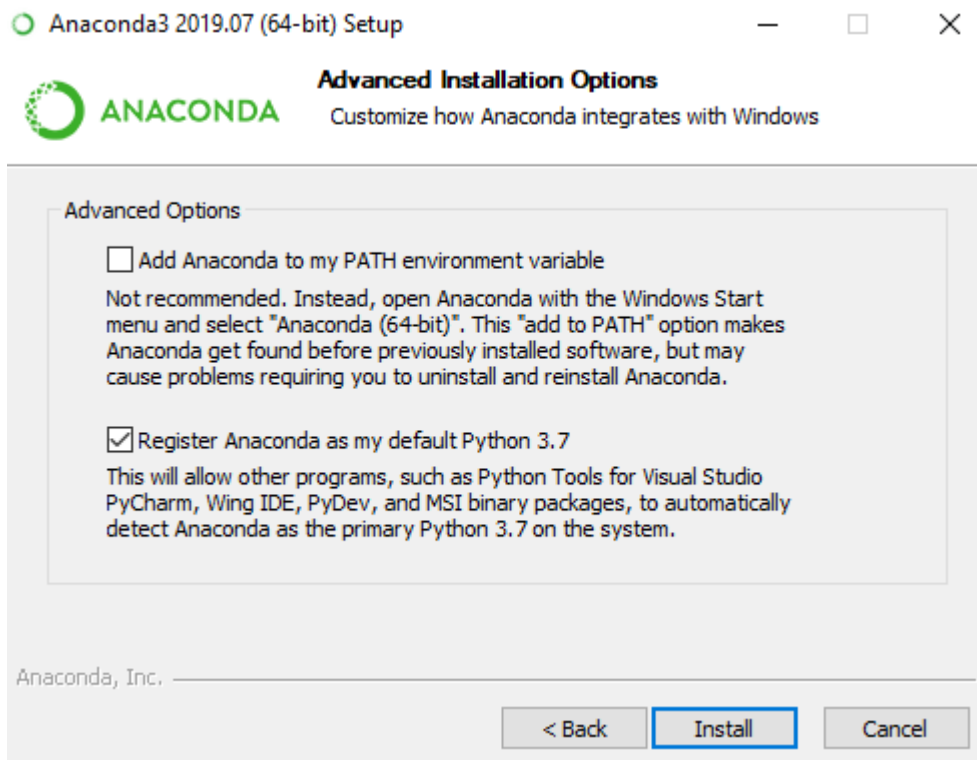 Anaconda3 2019.07 (64-bit) Setup
ANACONDA
Advanced Installation Options
Customize how Anaconda integrates with Windows
Advanced Options
Add Anaconda to my PATH environment variable
Not recommended. Instead, open Anaconda with the Windows Start
menu and select "Anaconda (64-bit)". This "add to PATH" option makes
Anaconda get found before previously installed software, but may
cause problems requiring you to uninstall and reinstall Anaconda.
Register Anaconda as my default Python 3.7
This will allow other programs, such as Python Tools for Visual Studio
PyCharm, Wing IDE, PyDev, and MSI binary packages, to automatically
detect Anaconda as the primary Python 3.7 on the system.
Anaconda, Inc.
< Back Install Cancel